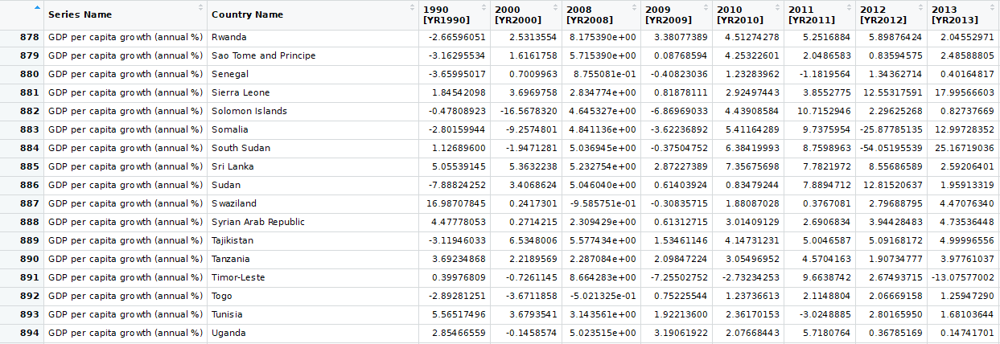 Series Name Country Name 1990 [YR1990] 2000 [YR2000] 2008 [YR2008] 2009 [YR2009] 2010 [YR2010] 2011 [YR2011] 2012 [YR2012] 2013 [YR2013]
878 GDP per capita growth (annual %) Rwanda -2.66596051 2.5313554 8.175390e+00 3.38077389 4.51274278 5.2516884 5.89876424 2.04552971
879 GDP per capita growth (annual %) Sao Tome and Principe -3.16295534 1.6161758 5.715390e+00 0.08768594 4.25322601 2.0486583 0.83594575 2.48588805
880 GDP per capita growth (annual %) Senegal -3.65995017 0.7009963 8.755081e-01 -0.40823036 1.23283962 -1.1819564 1.34362714 0.40164817
881 GDP per capita growth (annual %) Sierra Leone 1.84542098 3.6969758 2.834774e+00 0.81878111 2.92497443 3.8552775 12.55317591 17.99566603
882 GDP per capita growth (annual %) Solomon Islands -0.47808923 -16.5678320 4.645327e+00 -6.86969033 4.43908584 10.7152946 2.29625268 0.82737669
883 GDP per capita growth (annual %) Somalia -2.80159944 -9.2574801 4.841136e+00 -3.62236892 5.41164289 9.7375954 -25.87785135 12.99728352
884 GDP per capita growth (annual %) South Sudan 1.12689600 -1.9471281 5.036945e+00 -0.37504752 6.38419993 8.7598963 -54.05195539 25.16719036
885 GDP per capita growth (annual %) Sri Lanka 5.05539145 5.3632238 5.232754e+00 2.87227389 7.35675698 7.7821972 8.55686589 2.59206401
886 GDP per capita growth (annual %) Sudan -7.88824252 3.4068624 5.046040e+00 0.61403924 0.83479244 7.8894712 12.81520637 1.95913319
887 GDP per capita growth (annual %) Swaziland 16.98707845 0.2417301 -9.585751e-01 -0.30835715 1.88087028 0.3767081 2.79688795 4.47076340
888 GDP per capita growth (annual %) Syrian Arab Republic 4.47778053 0.2714215 2.309429e+00 0.61312715 3.01409129 2.6906834 3.94428483 4.73536448
889 GDP per capita growth (annual %) Tajikistan -3.11946033 6.5348006 5.577434e+00 1.53461146 4.14731231 5.0046587 5.09168172 4.99996556
890 GDP per capita growth (annual %) Tanzania 3.69234868 2.2189569 2.287084e+00 2.09847224 3.05496952 4.5704163 1.90734777 3.97761037
891 GDP per capita growth (annual %) Timor-Leste 0.39976809 -0.7261145 8.664283e+00 -7.25502752 -2.73234253 9.6638742 2.67493715 -13.07577002
892 GDP per capita growth (annual %) Togo -2.89281251 -3.6711858 -5.021325e-01 0.75225544 1.23736613 2.1148804 2.06669158 1.25947290
893 GDP per capita growth (annual %) Tunisia 5.56517496 3.6793541 3.143561e+00 1.92213600 2.36170153 -3.0248885 2.80165950 1.68103644
894 GDP per capita growth (annual %) Uganda 2.85466559 -0.1458574 5.023515e+00 3.19061922 2.07668443 5.7180764 0.36785169 0.14741701